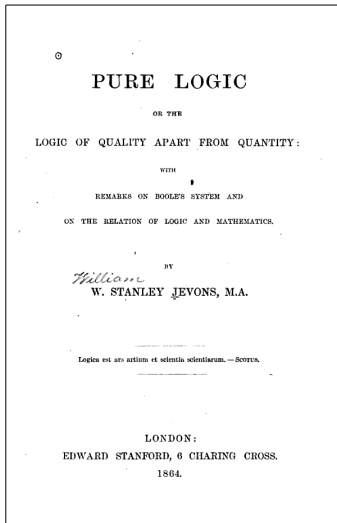 PURE LOGIC
OR THE
LOGIC OF QUALITY APART FROM QUANTITY:
WITH
REMARKS ON BOOLE'S SYSTEM AND
ON THE RELATION OF LOGIC AND MATHEMATICS.
BY
William
W. STANLEY JEVONS, M.A.
Logica est ars artium et scientia scientiarum.—SCOTUS.
LONDON:
EDWARD STANFORD, 6 CHARING CROSS.
1864.